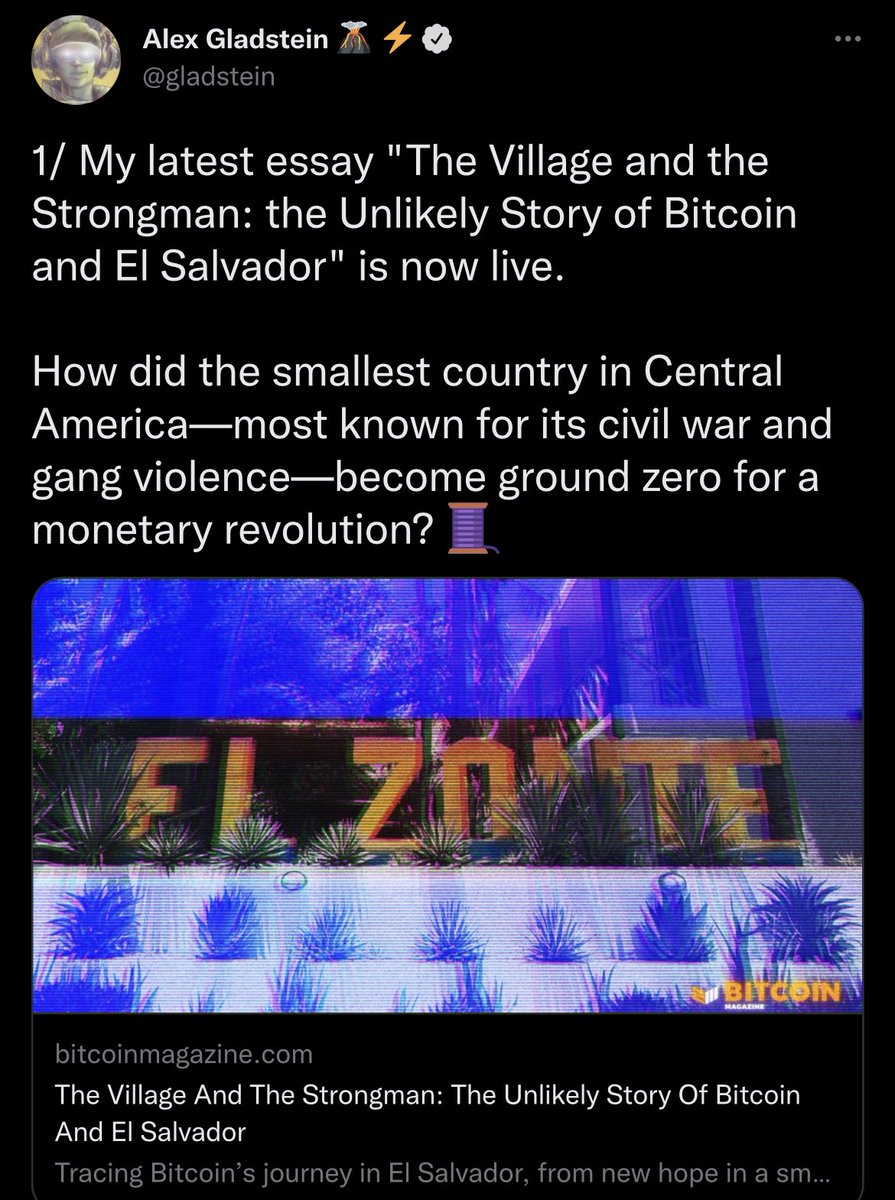 Alex Gladstein 🌋 ⚡
@gladstein
1/ My latest essay "The Village and the
Strongman: the Unlikely Story of Bitcoin
and El Salvador" is now live.
How did the smallest country in Central
America—most known for its civil war and
gang violence—become ground zero for a
monetary revolution? 🧵
EL ZONTE
BITCOIN
MAGAZINE
bitcoinmagazine.com
The Village And The Strongman: The Unlikely Story Of Bitcoin
And El Salvador
Tracing Bitcoin’s journey in El Salvador, from new hope in a sm...